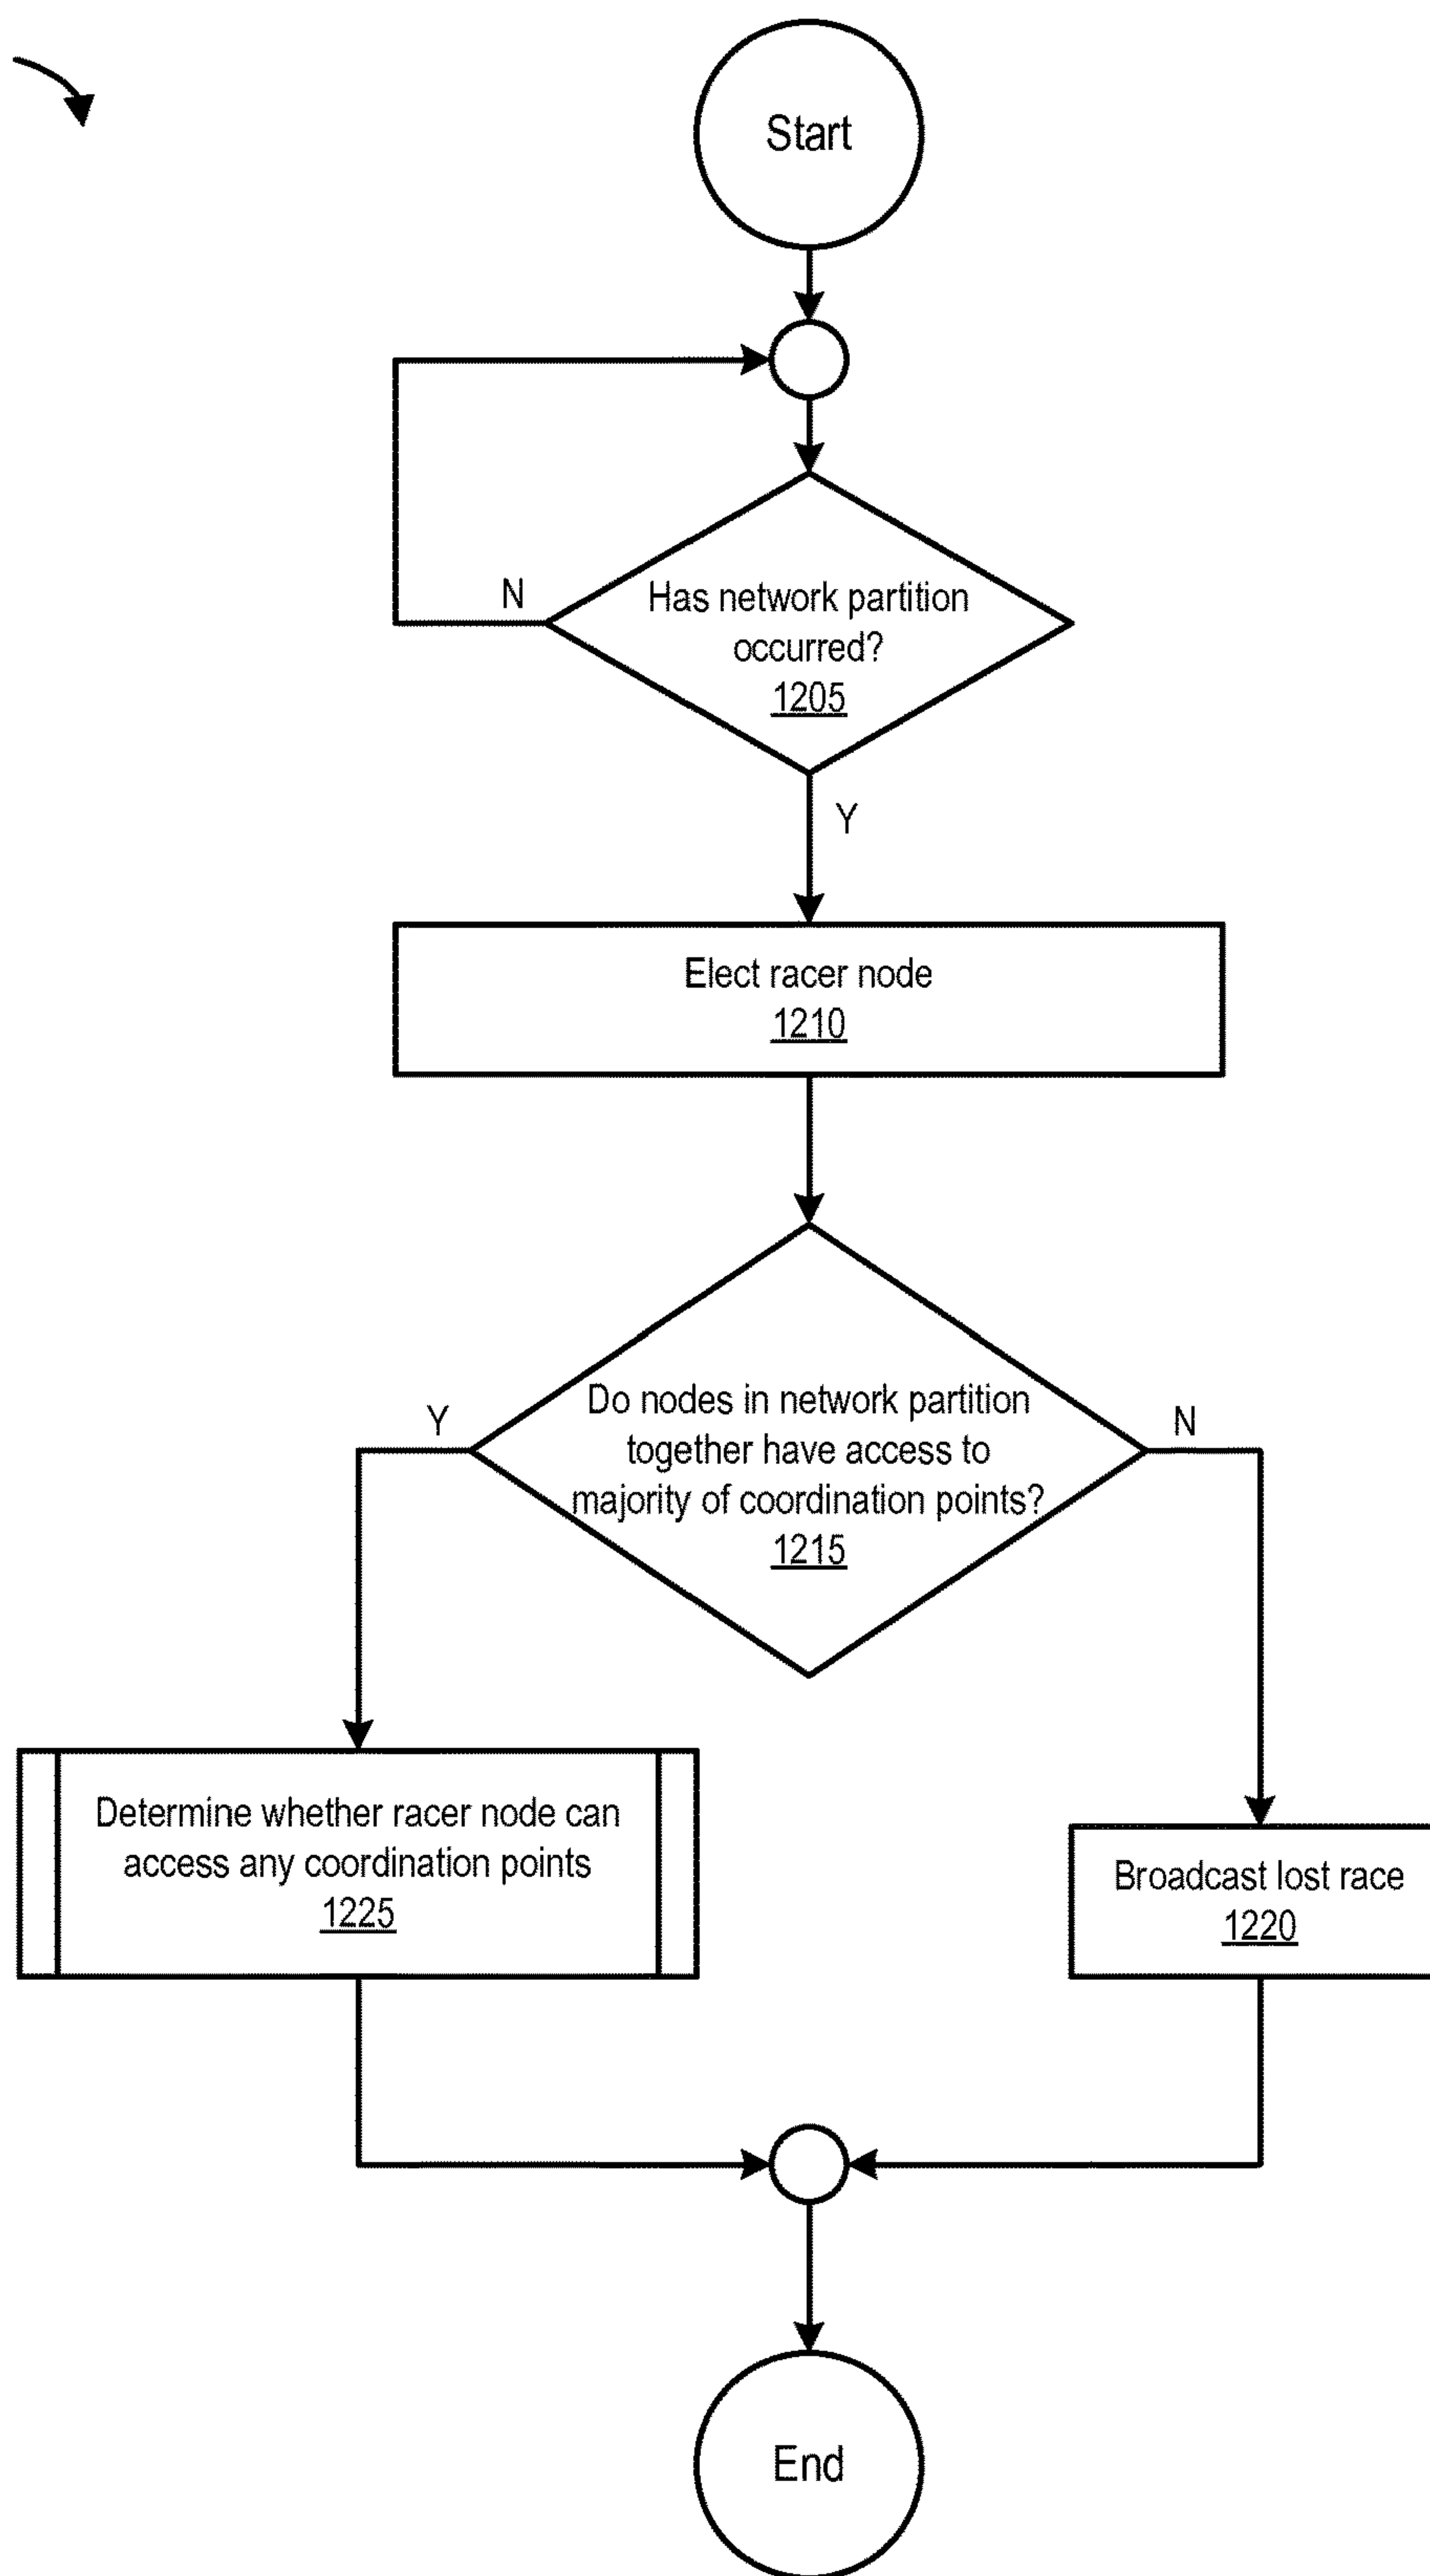 Start
Has network partition
occurred?
1205
N
Y
Elect racer node
1210
Do nodes in network partition
together have access to
majority of coordination points?
1215
Y
N
Determine whether racer node can
access any coordination points
1225
Broadcast lost race
1220
End